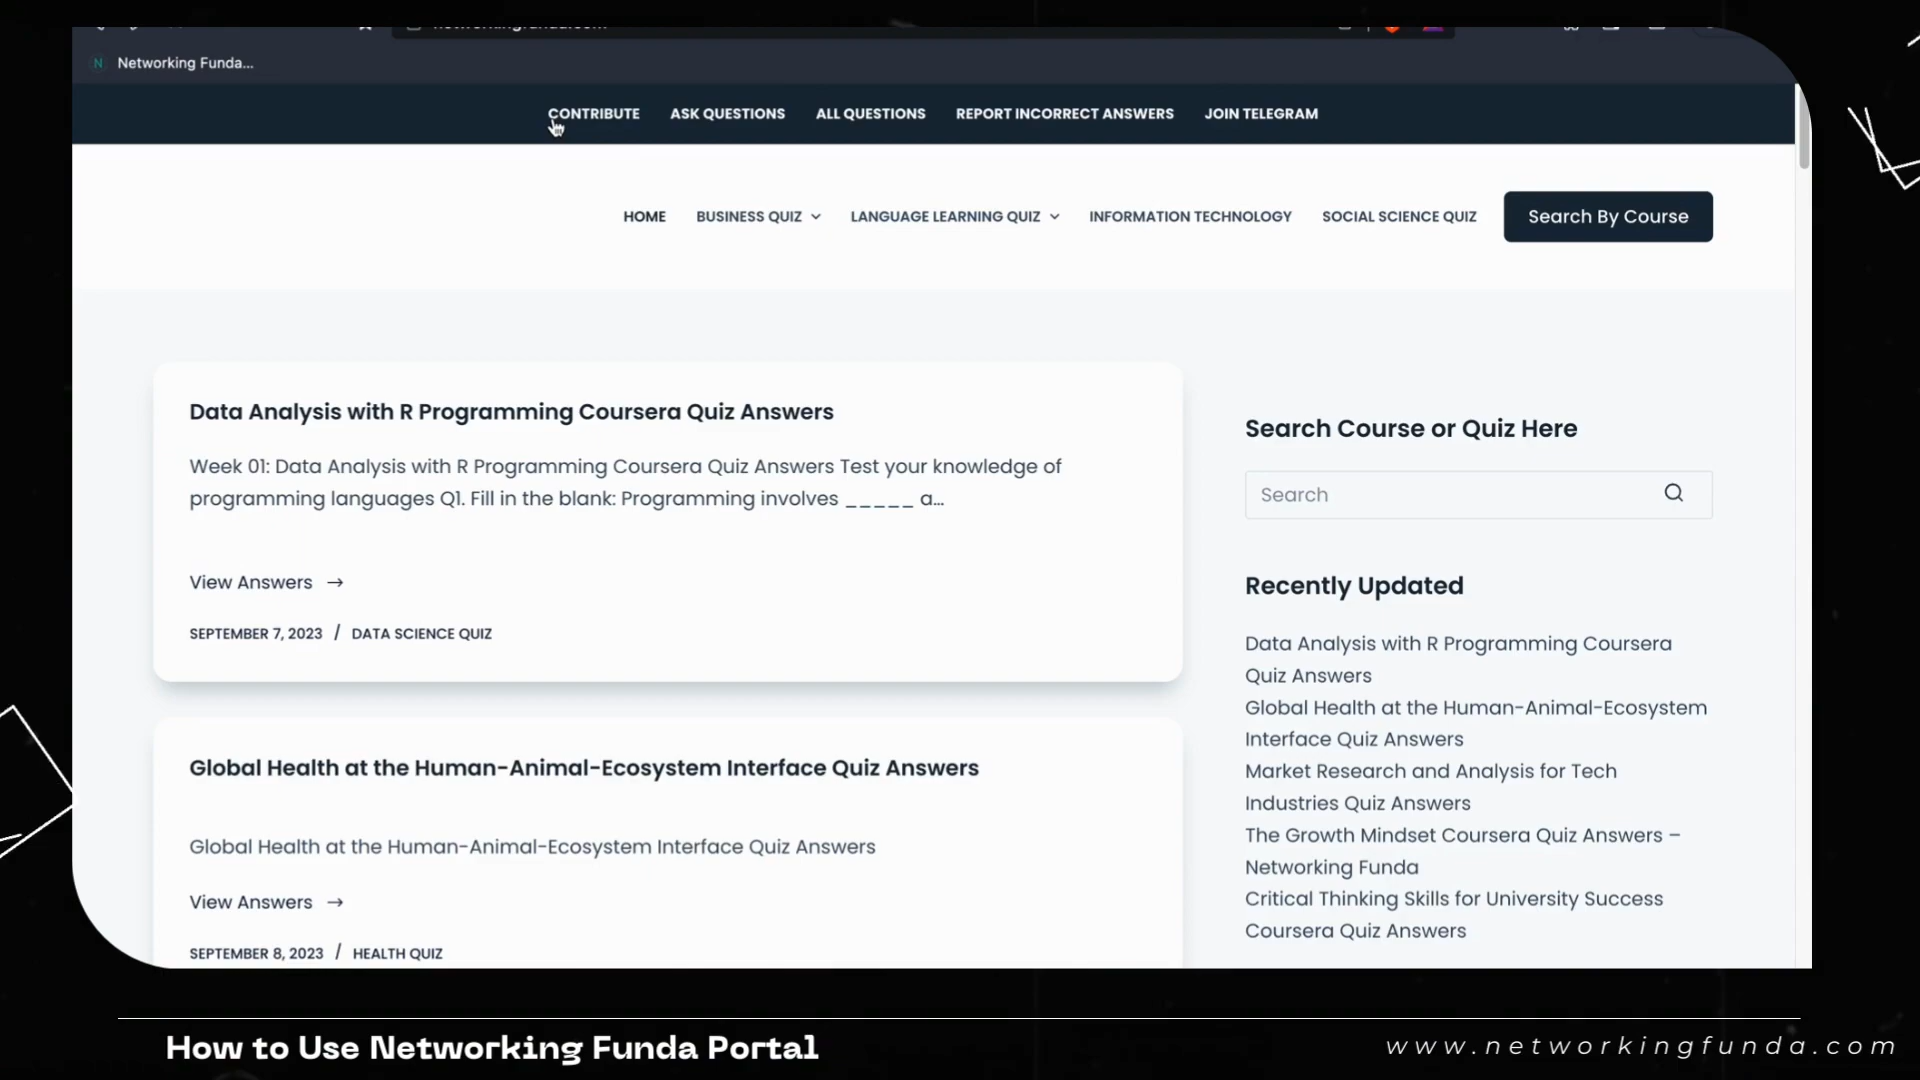 Networking Funda...
CONTRIBUTE ASK QUESTIONS ALL QUESTIONS REPORT INCORRECT ANSWERS JOIN TELEGRAM
HOME BUSINESS QUIZ LANGUAGE LEARNING QUIZ INFORMATION TECHNOLOGY SOCIAL SCIENCE QUIZ Search By Course
Data Analysis with R Programming Coursera Quiz Answers
Week 01: Data Analysis with R Programming Coursera Quiz Answers Test your knowledge of
programming languages Q1. Fill in the blank: Programming involves _____ a...
View Answers →
SEPTEMBER 7, 2023 / DATA SCIENCE QUIZ
Global Health at the Human-Animal-Ecosystem Interface Quiz Answers
Global Health at the Human-Animal-Ecosystem Interface Quiz Answers
View Answers →
SEPTEMBER 8, 2023 / HEALTH QUIZ
Search Course or Quiz Here
Search
Recently Updated
Data Analysis with R Programming Coursera
Quiz Answers
Global Health at the Human-Animal-Ecosystem
Interface Quiz Answers
Market Research and Analysis for Tech
Industries Quiz Answers
The Growth Mindset Coursera Quiz Answers –
Networking Funda
Critical Thinking Skills for University Success
Coursera Quiz Answers
How to Use Networking Funda Portal
www.networkingfunda.com